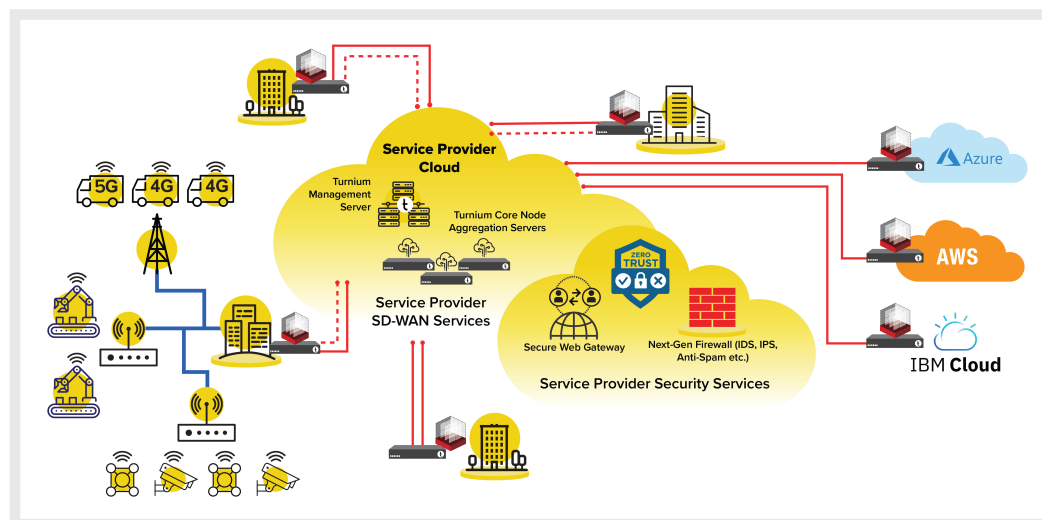 Service Provider
Cloud
Turnium
Management
Server
t
Turnium Core Node
Aggregation Servers
5G
4G
4G
Azure
ZERO
TRUST
AWS
Service Provider
SD-WAN Services
Secure Web Gateway
Next-Gen Firewall (IDS, IPS,
Anti-Spam etc.)
Service Provider Security Services
IBM Cloud